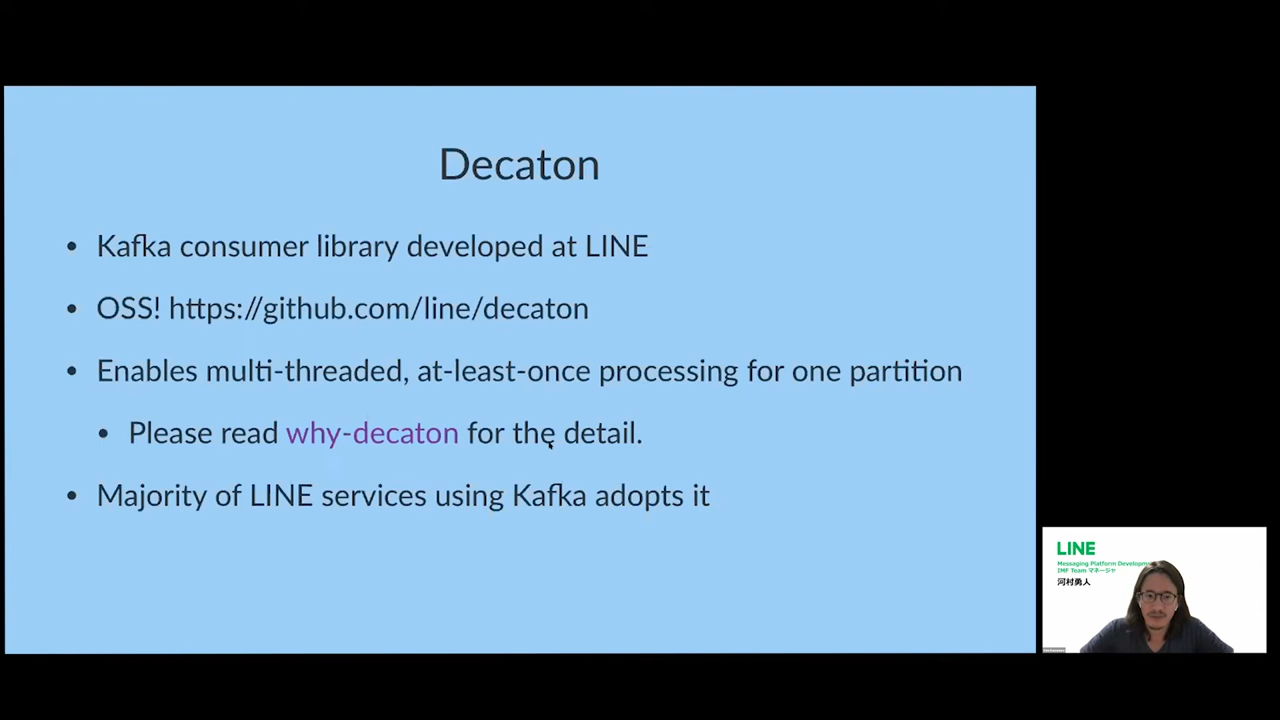 Decaton
• Kafka consumer library developed at LINE
• OSS! https://github.com/line/decaton
• Enables multi-threaded, at-least-once processing for one partition
• Please read why-decaton for the detail.
• Majority of LINE services using Kafka adopts it
LINE
Messaging Platform Developm
IMF Team マネージャ
河村勇人